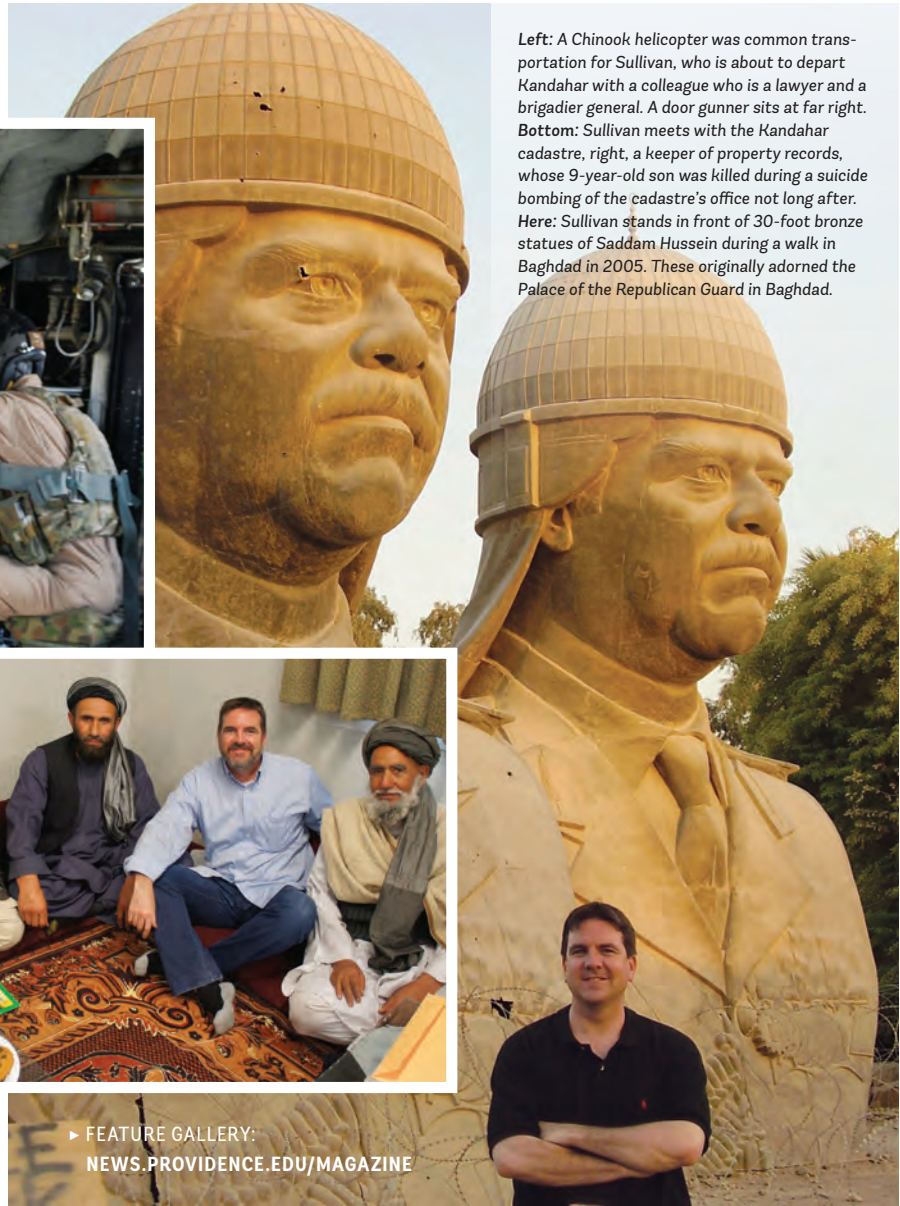 Left: A Chinook helicopter was common trans-
portation for Sullivan, who is about to depart
Kandahar with a colleague who is a lawyer and a
brigadier general. A door gunner sits at far right.
Bottom: Sullivan meets with the Kandahar
cadastre, right, a keeper of property records,
whose 9-year-old son was killed during a suicide
bombing of the cadastre’s office not long after.
Here: Sullivan stands in front of 30-foot bronze
statues of Saddam Hussein during a walk in
Baghdad in 2005. These originally adorned the
Palace of the Republican Guard in Baghdad.
▸ FEATURE GALLERY:
NEWS.PROVIDENCE.EDU/MAGAZINE